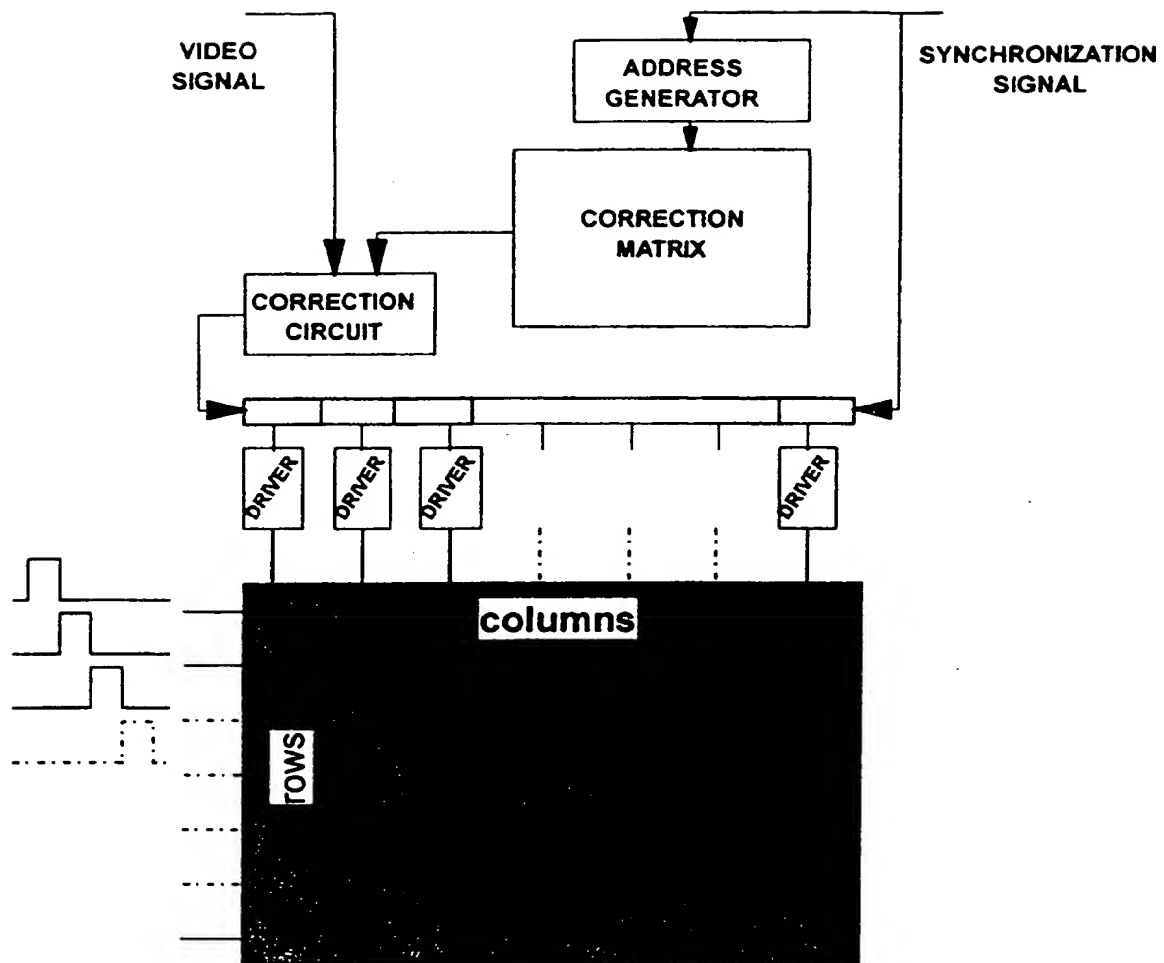 VIDEO
SIGNAL
ADDRESS
GENERATOR
SYNCHRONIZATION
SIGNAL
CORRECTION
MATRIX
CORRECTION
CIRCUIT
DRIVER
DRIVER
DRIVER
DRIVER
columns
rows